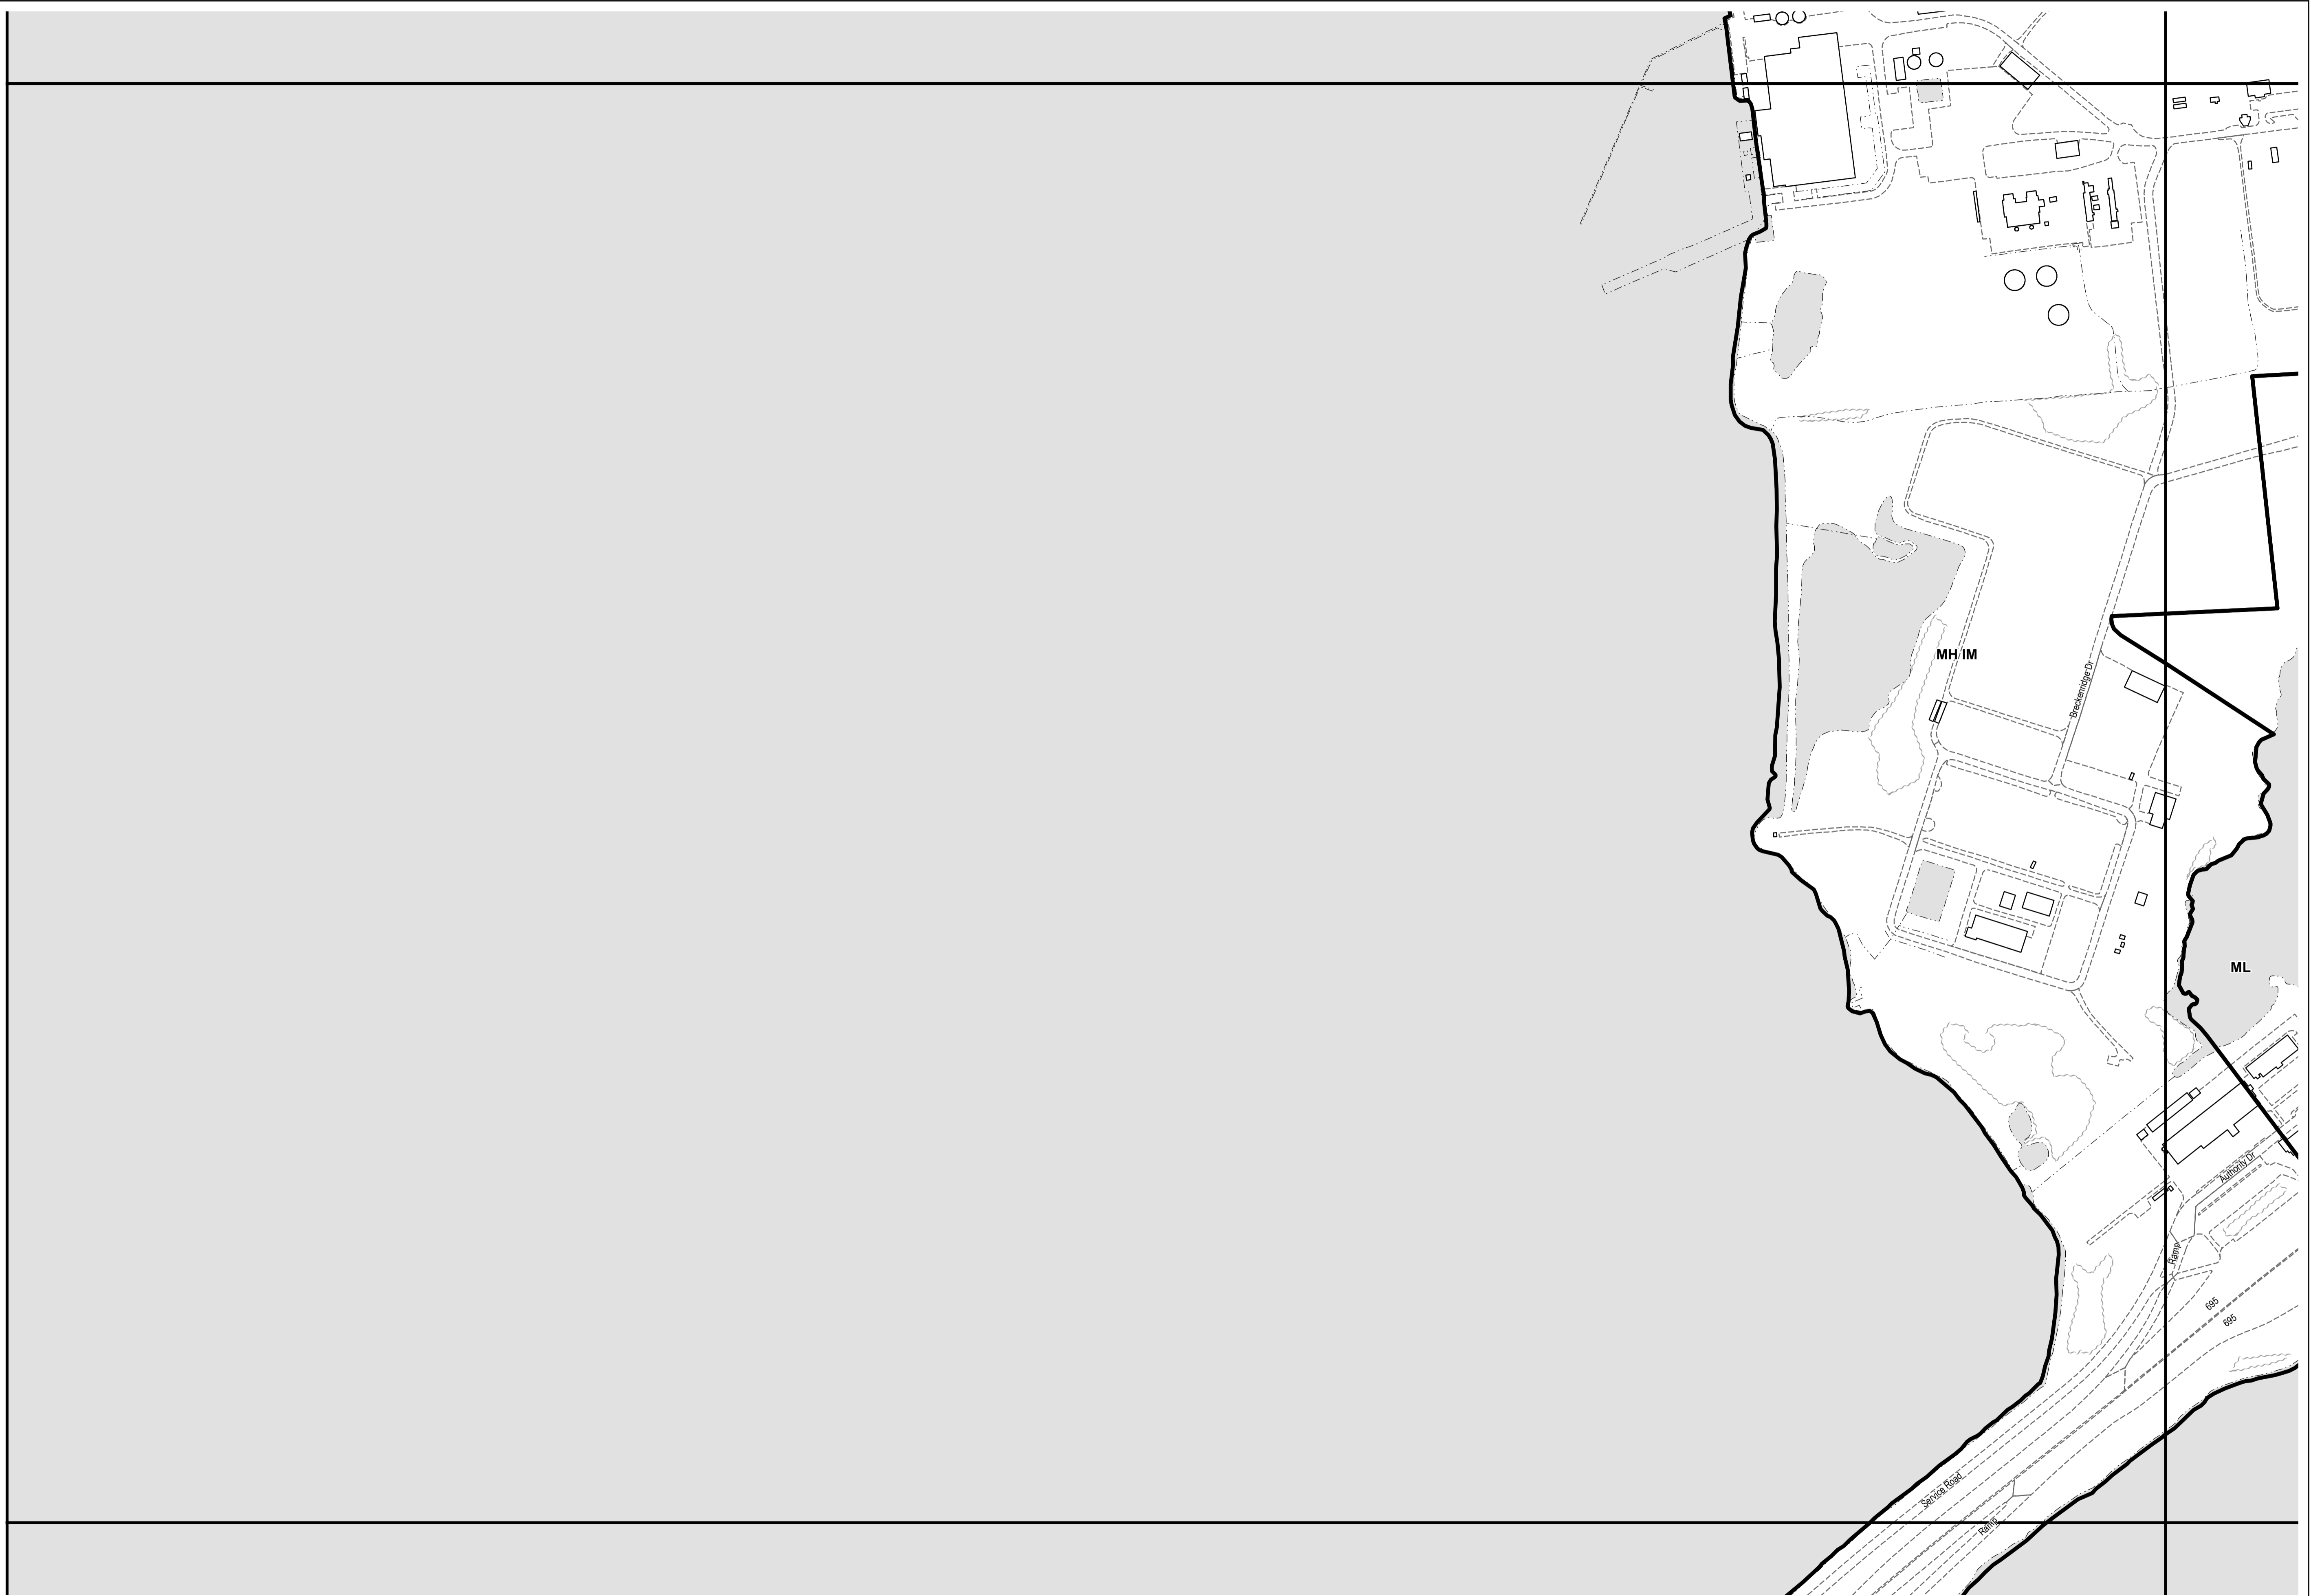 MH IM
Breckenridge Dr
ML
Authority Dr
Ramp
695
695
Service Road
Ramp